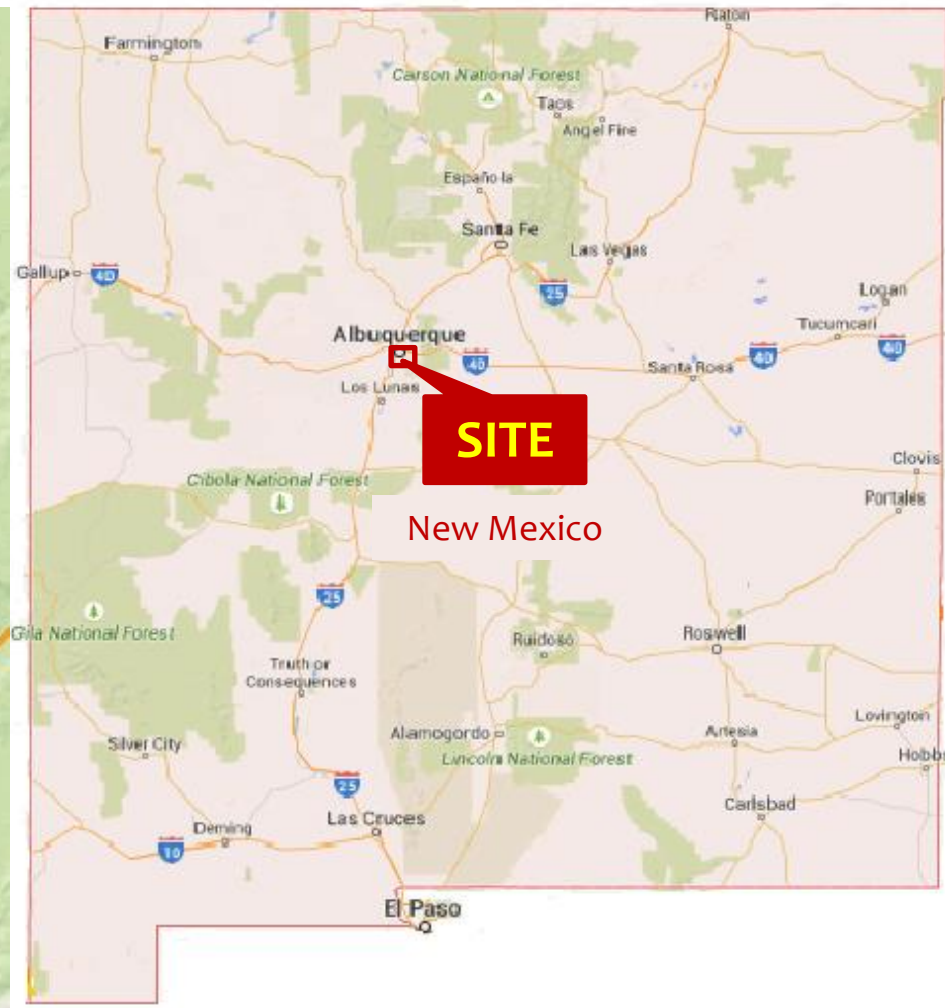 Raton
Farmington
Carson National Forest
Taos
Angel Fire
Española
Santa Fe
Las Vegas
Gallup
40
25
Logan
Tucumcari
Albuquerque
40
40
40
Santa Rosa
Los Lunas
SITE
Clovis
Cibola National Forest
Portales
New Mexico
25
Gila National Forest
Ruidoso
Roswell
Truth or
Consequences
Lovington
Alamogordo
Artesia
Silver City
Lincoln National Forest
Hobbs
25
Carlsbad
Las Cruces
Deming
10
El Paso